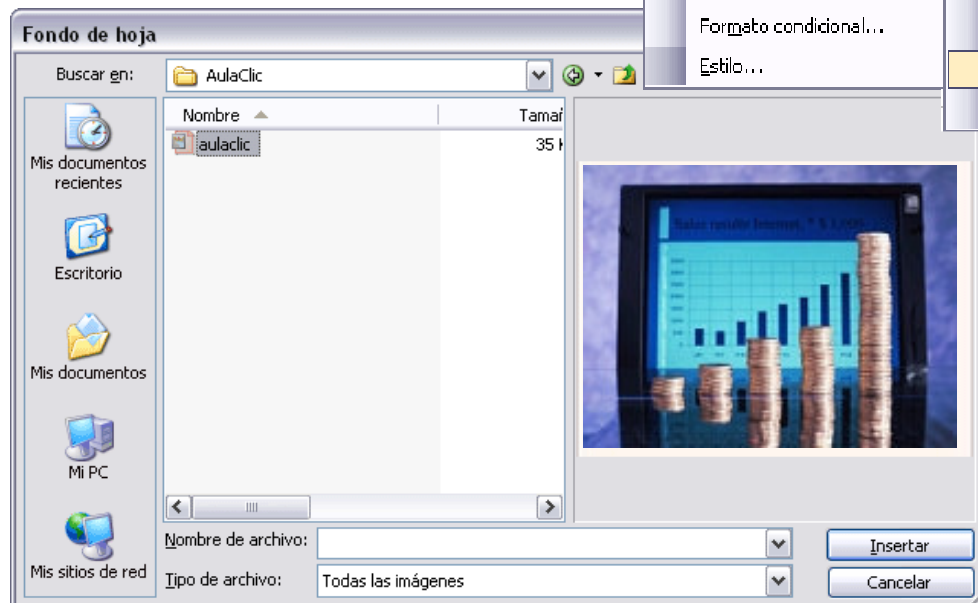 Formato condicional...
Estilo...
Fondo de hoja
Buscar en:
AulaClic
Nombre
Tamañ
aulaclic
35 K
Mis documentos
recientes
Escritorio
Mis documentos
Mi PC
Mis sitios de red
Nombre de archivo:
Insertar
Tipo de archivo:
Todas las imágenes
Cancelar